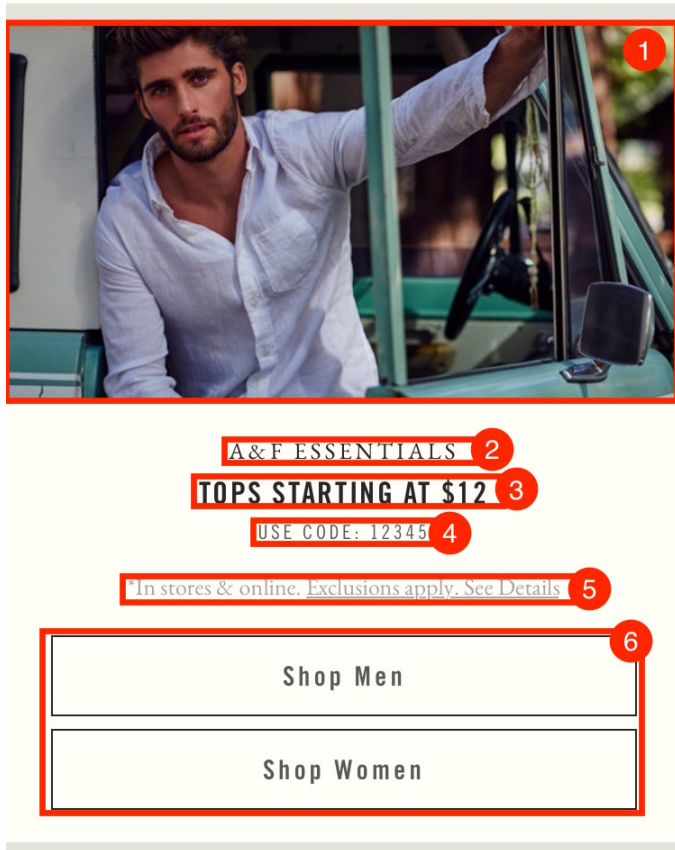 1
A&F ESSENTIALS 2
TOPS STARTING AT $12 3
USE CODE: 12345 4
*In stores & online. Exclusions apply. See Details 5
6
Shop Men
Shop Women